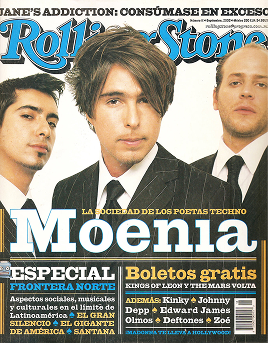 JANE'S ADDICTION: CONSÚMASE EN EXCESO
Rolling Stone
LA SOCIEDAD DE LOS POETAS TECHNO
Moenia
ESPECIAL
FRONTERA NORTE
Aspectos sociales, musicales
y culturales en el límite de
Latinoamérica ♠ EL GRAN
SILENCIO ♠ EL GIGANTE
DE AMÉRICA ♠ SANTANA
Boletos gratis
KINGS OF LEON Y THE MARS VOLTA
ADEMÁS: Kinky ♠ Johnny
Depp ♠ Edward James
Olmos ♠ Deftones ♠ Zoé
¡MADONNA TE LLEVA A HOLLYWOOD!